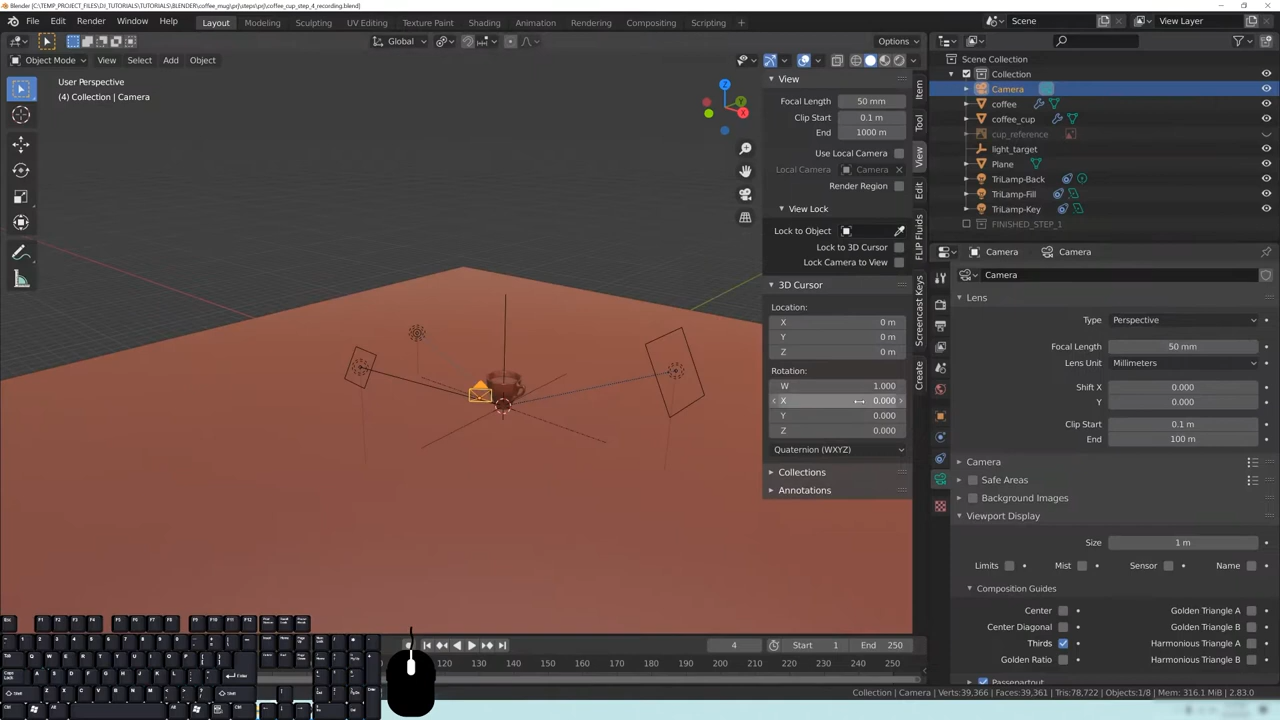 Blender [C:\TEMP_PROJECT_FILES\DJ_TUTORIALS\TUTORIALS\BLENDER\coffee_mug\prj\steps\prj\coffee_cup_step_4_recording.blend]
File Edit Render Window Help Layout Modeling Sculpting UV Editing Texture Paint Shading Animation Rendering Compositing Scripting + Scene View Layer
Global Options
Object Mode View Select Add Object
User Perspective
(4) Collection | Camera
X
View
Focal Length 50 mm
Clip Start 0.1 m
End 1000 m
Use Local Camera
Local Camera Camera
Render Region
View Lock
Lock to Object
Lock to 3D Cursor
Lock Camera to View
3D Cursor
Location:
X 0 m
Y 0 m
Z 0 m
Rotation:
W 1.000
X 0.000
Y 0.000
Z 0.000
Quaternion (WXYZ)
Collections
Annotations
Item
Tool
View
Edit
FLIP Fluids
Screencast Keys
Create
Scene Collection
Collection
Camera
coffee
coffee_cup
cup_reference
light_target
Plane
TriLamp-Back
TriLamp-Fill
TriLamp-Key
FINISHED_STEP_1
Camera Camera
Camera
Lens
Type Perspective
Focal Length 50 mm
Lens Unit Millimeters
Shift X 0.000
Y 0.000
Clip Start 0.1 m
End 100 m
Camera
Safe Areas
Background Images
Viewport Display
Size 1 m
Limits Mist Sensor Name
Composition Guides
Center Golden Triangle A
Center Diagonal Golden Triangle B
Thirds Harmonious Triangle A
Golden Ratio Harmonious Triangle B
Passepartout
4 Start 1 End 250
120 130 140 150 160 170 180 190 200 210 220 230 240 250
Collection | Camera | Verts:39,366 | Faces:39,361 | Tris:78,722 | Objects:1/8 | Mem: 316.1 MiB | 2.83.0